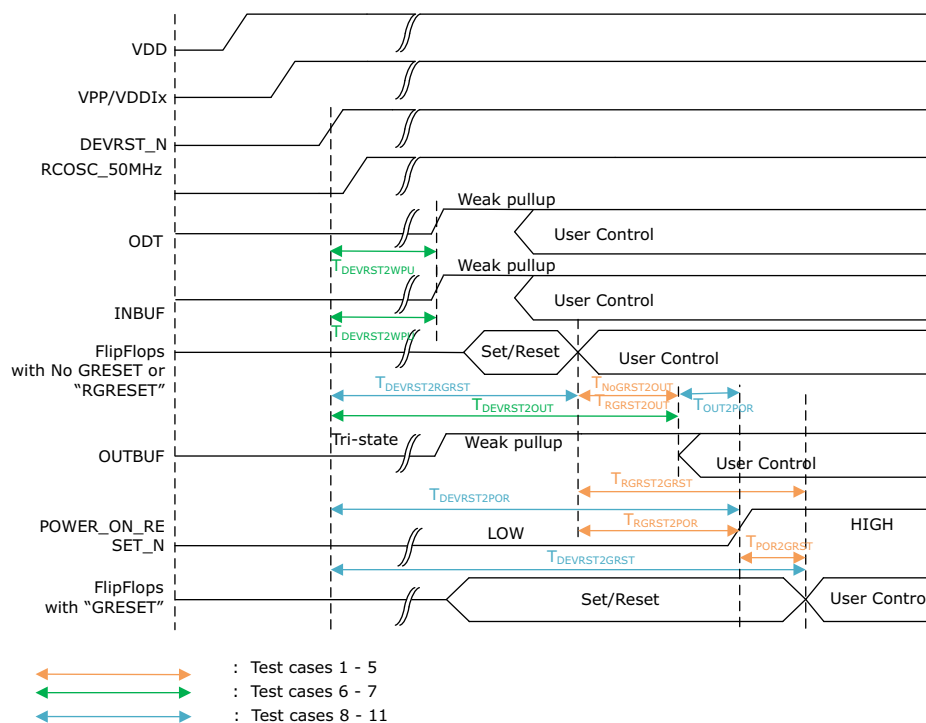 VDD
VPP/VDDIx
DEVRST_N
RCOSC_50MHz
Weak pullup
ODT
User Control
TDEVRST2WPU
Weak pullup
INBUF
User Control
TDEVRST2WPU
FlipFlops
with No GRESET or
"RGRESET"
Set/Reset
User Control
TDEVRST2RGRST
TNoGRST2OUT
TRGRST2OUT
TDEVRST2OUT
TOUT2POR
Tri-state
Weak pullup
OUTBUF
User Control
TRGRST2GRST
TDEVRST2POR
POWER_ON_RE
SET_N
LOW
TRGRST2POR
HIGH
TPOR2GRST
TDEVRST2GRST
FlipFlops
with "GRESET"
Set/Reset
User Contro
: Test cases 1 - 5
: Test cases 6 - 7
: Test cases 8 - 11